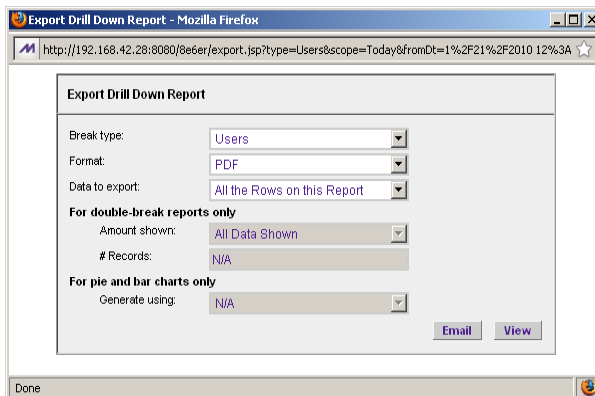 Export Drill Down Report - Mozilla Firefox
http://192.168.42.28:8080/8e6er/export.jsp?type=Users&scope=Today&fromDt=1%2F21%2F2010 12%3A
Export Drill Down Report
Break type: Users
Format: PDF
Data to export: All the Rows on this Report
For double-break reports only
Amount shown: All Data Shown
# Records: N/A
For pie and bar charts only
Generate using: N/A
Email View
Done